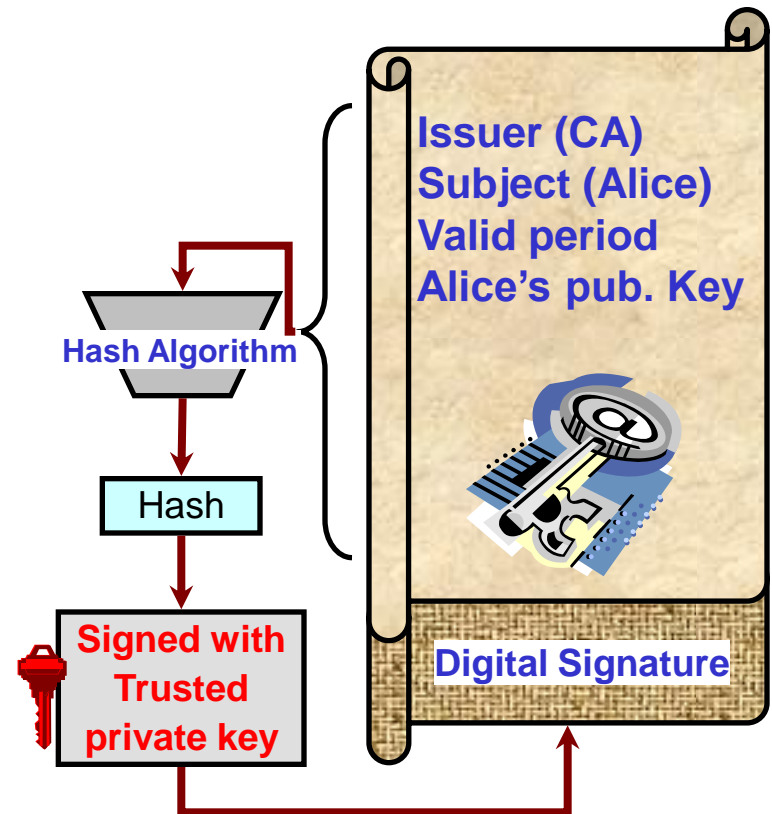 Issuer (CA)
Subject (Alice)
Valid period
Alice’s pub. Key
Hash Algorithm
Hash
Signed with
Trusted
private key
Digital Signature